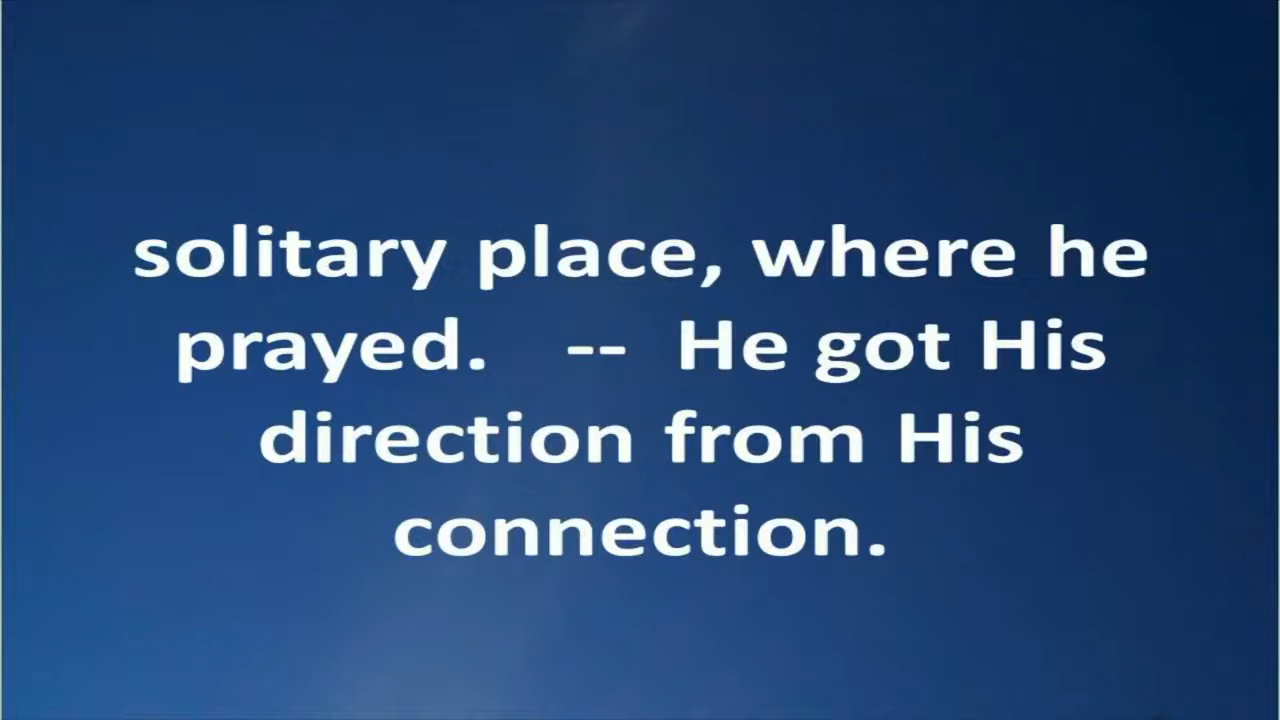 solitary place, where he
prayed.   --  He got His
direction from His
connection.